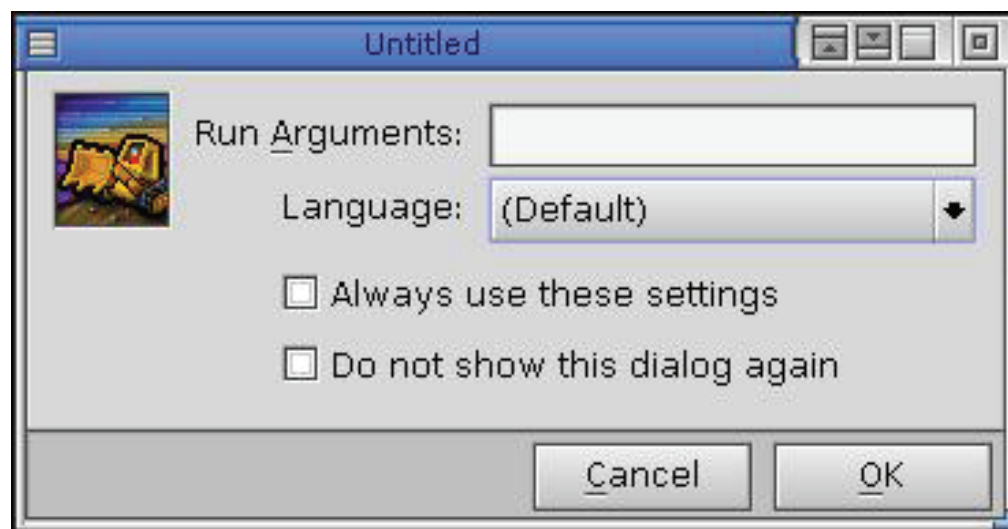 Untitled
Run Arguments:
Language: (Default)
Always use these settings
Do not show this dialog again
Cancel OK